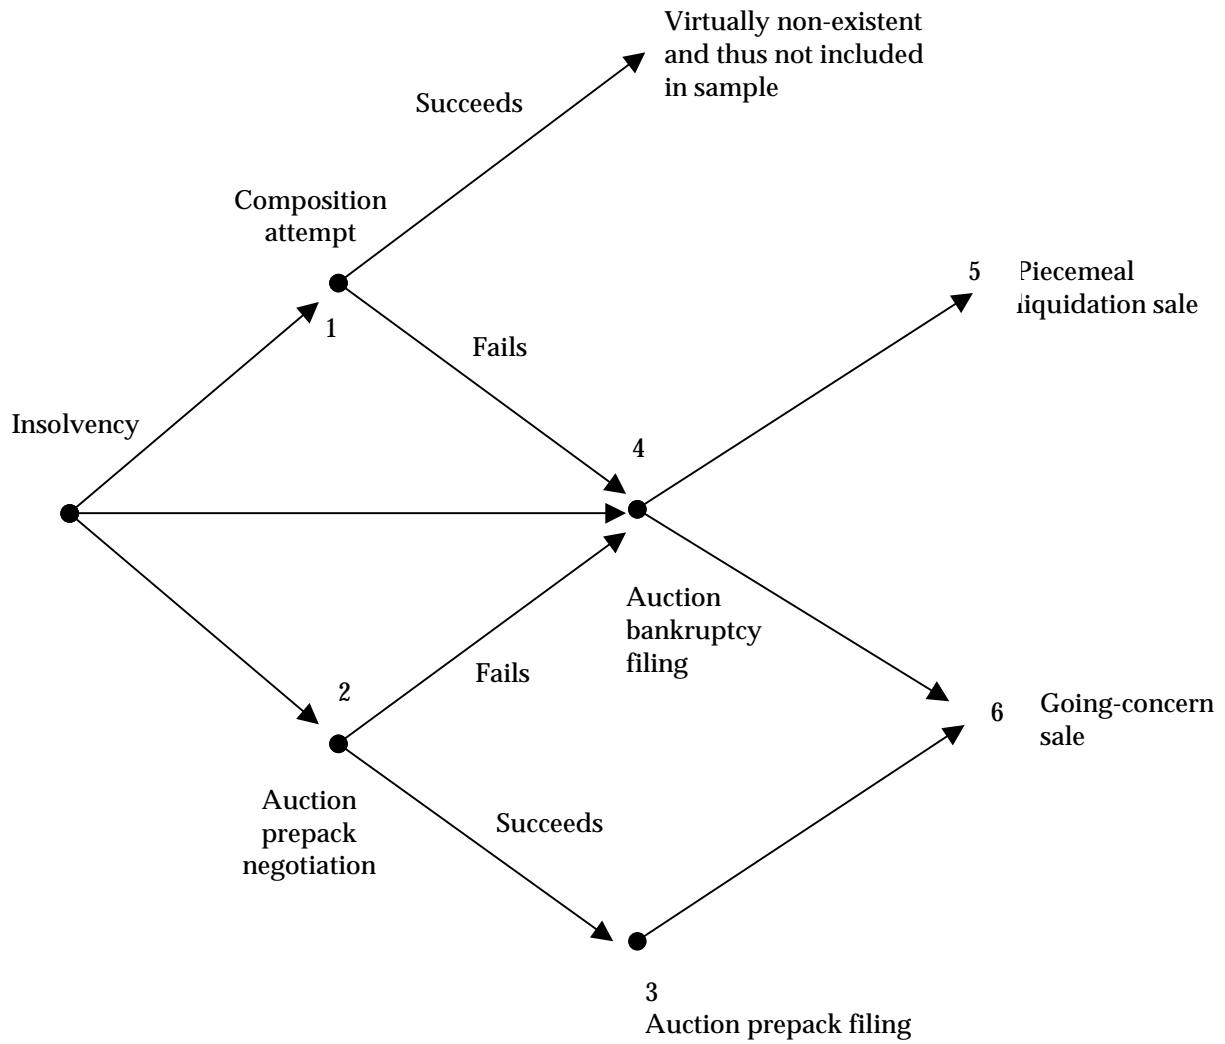 Virtually non-existent
and thus not included
in sample
Succeeds
Composition
attempt
1
5
Piecemeal
liquidation sale
Fails
Insolvency
4
Auction
bankruptcy
filing
Fails
2
6
Going-concern
sale
Auction
prepack
negotiation
Succeeds
3
Auction prepack filing